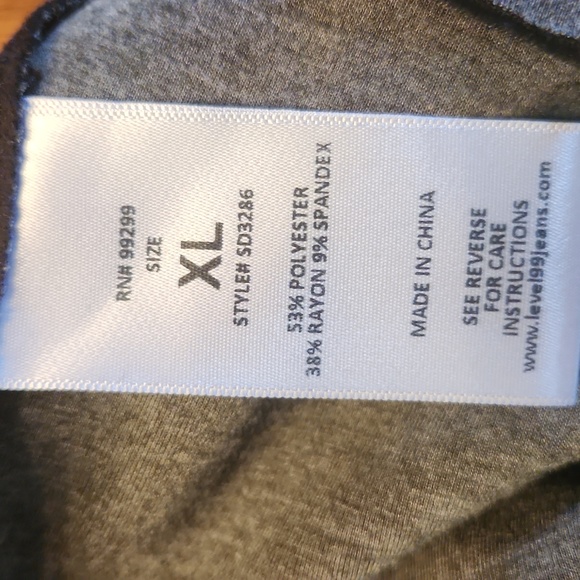 RN# 99299
SIZE
XL
STYLE# SD3286
53% POLYESTER
38% RAYON 9% SPANDEX
MADE IN CHINA
SEE REVERSE
FOR CARE
INSTRUCTIONS
www.level99jeans.com